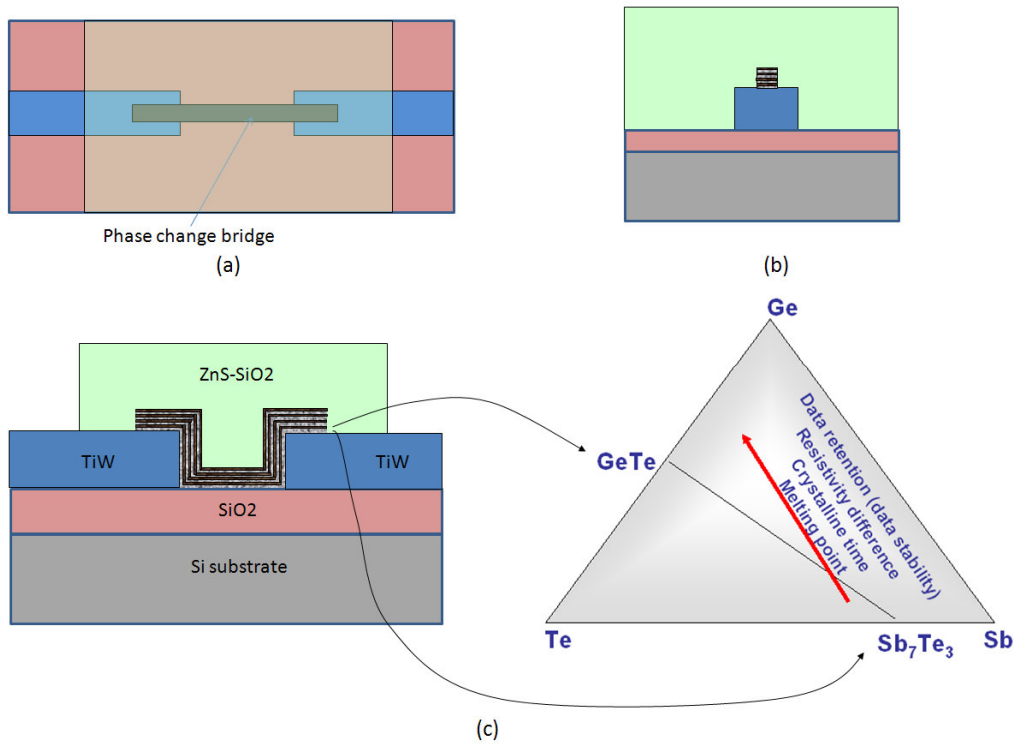 Phase change bridge
(a)
(b)
ZnS-SiO2
TiW
TiW
SiO2
Si substrate
Ge
GeTe
Data retention (data stability)
Resistivity difference
Crystalline time
Melting point
Te
Sb₇Te₃
Sb
(c)